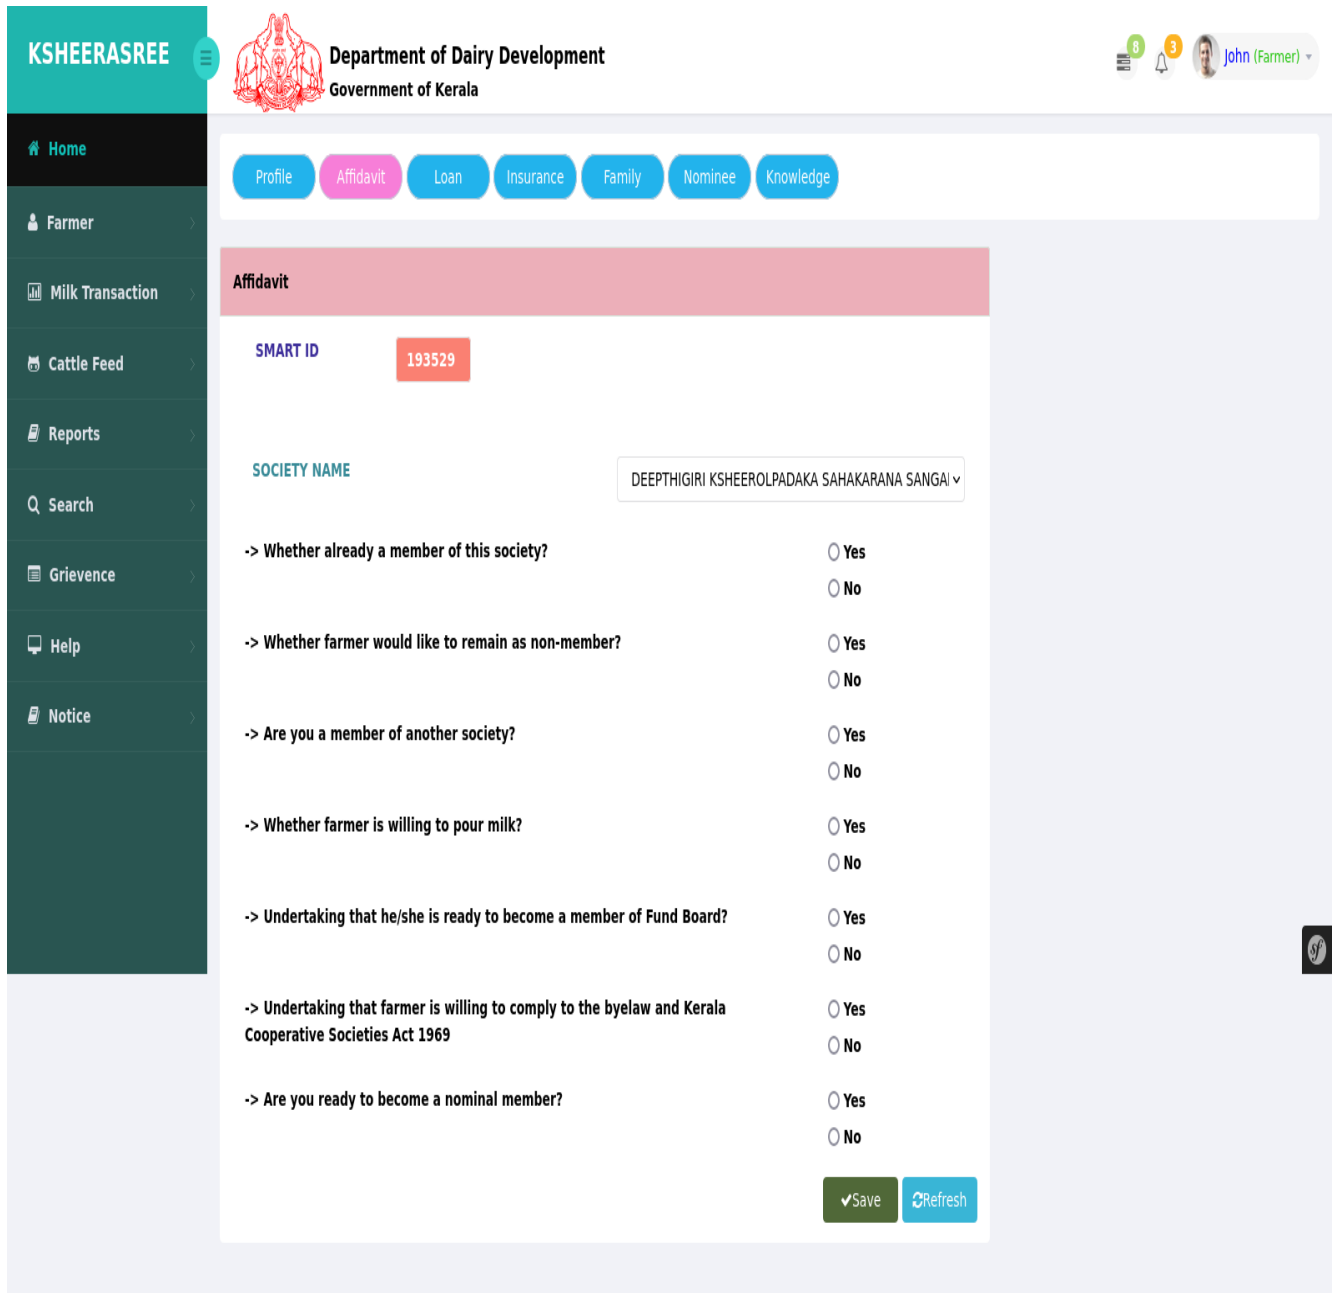 KSHEERASREE
Department of Dairy Development
Government of Kerala
8
3
John (Farmer)
Home
Farmer
Milk Transaction
Cattle Feed
Reports
Search
Grievence
Help
Notice
Profile
Affidavit
Loan
Insurance
Family
Nominee
Knowledge
Affidavit
SMART ID
193529
SOCIETY NAME
DEEPTHIGIRI KSHEEROLPADAKA SAHAKARANA
-> Whether already a member of this society?
Yes
No
-> Whether farmer would like to remain as non-member?
Yes
No
-> Are you a member of another society?
Yes
No
-> Whether farmer is willing to pour milk?
Yes
No
-> Undertaking that he/she is ready to become a member of Fund Board?
Yes
No
-> Undertaking that farmer is willing to comply to the byelaw and Kerala
Cooperative Societies Act 1969
Yes
No
-> Are you ready to become a nominal member?
Yes
No
Save
Refresh
sf